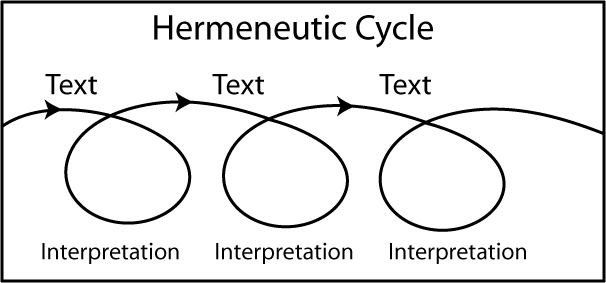 Hermeneutic Cycle
Text Text Text
Interpretation Interpretation Interpretation